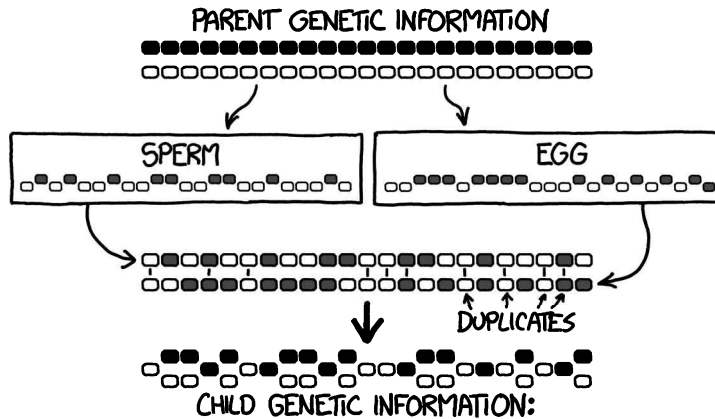 PARENT GENETIC INFORMATION
SPERM
EGG
DUPLICATES
CHILD GENETIC INFORMATION: